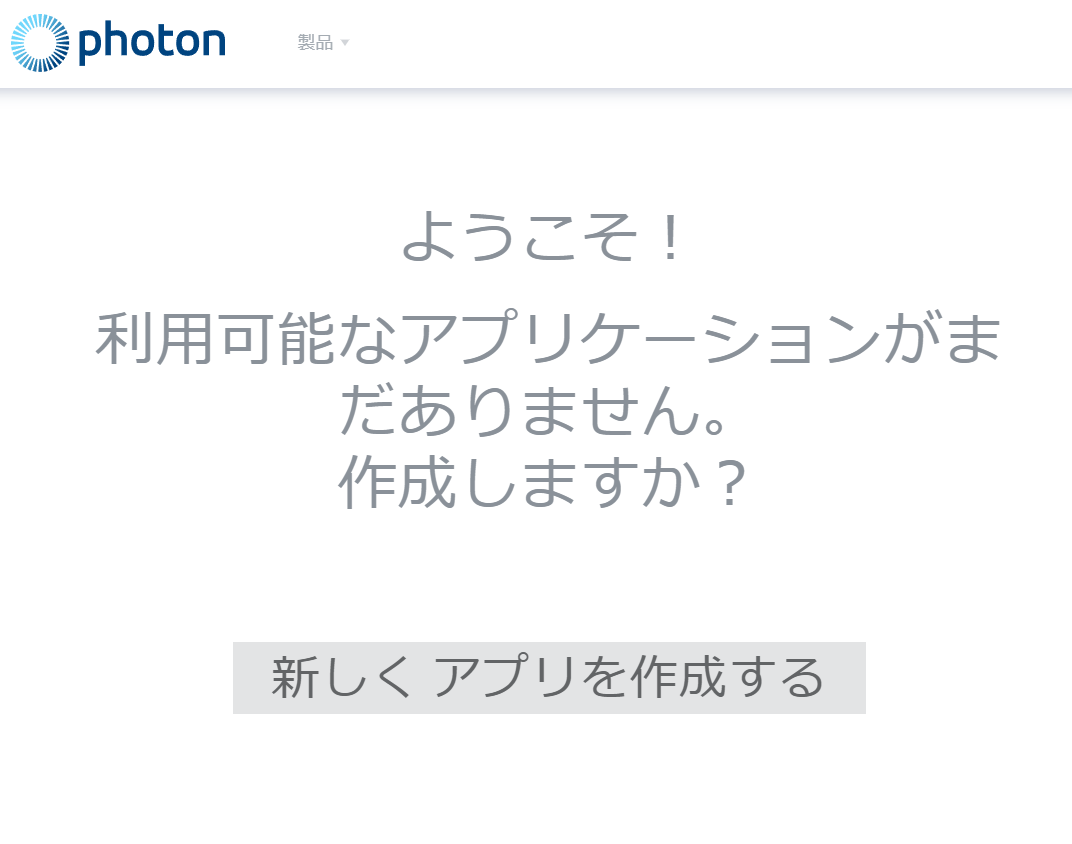 photon
製品
ようこそ！
利用可能なアプリケーションがま
だありません。
作成しますか？
新しく アプリを作成する